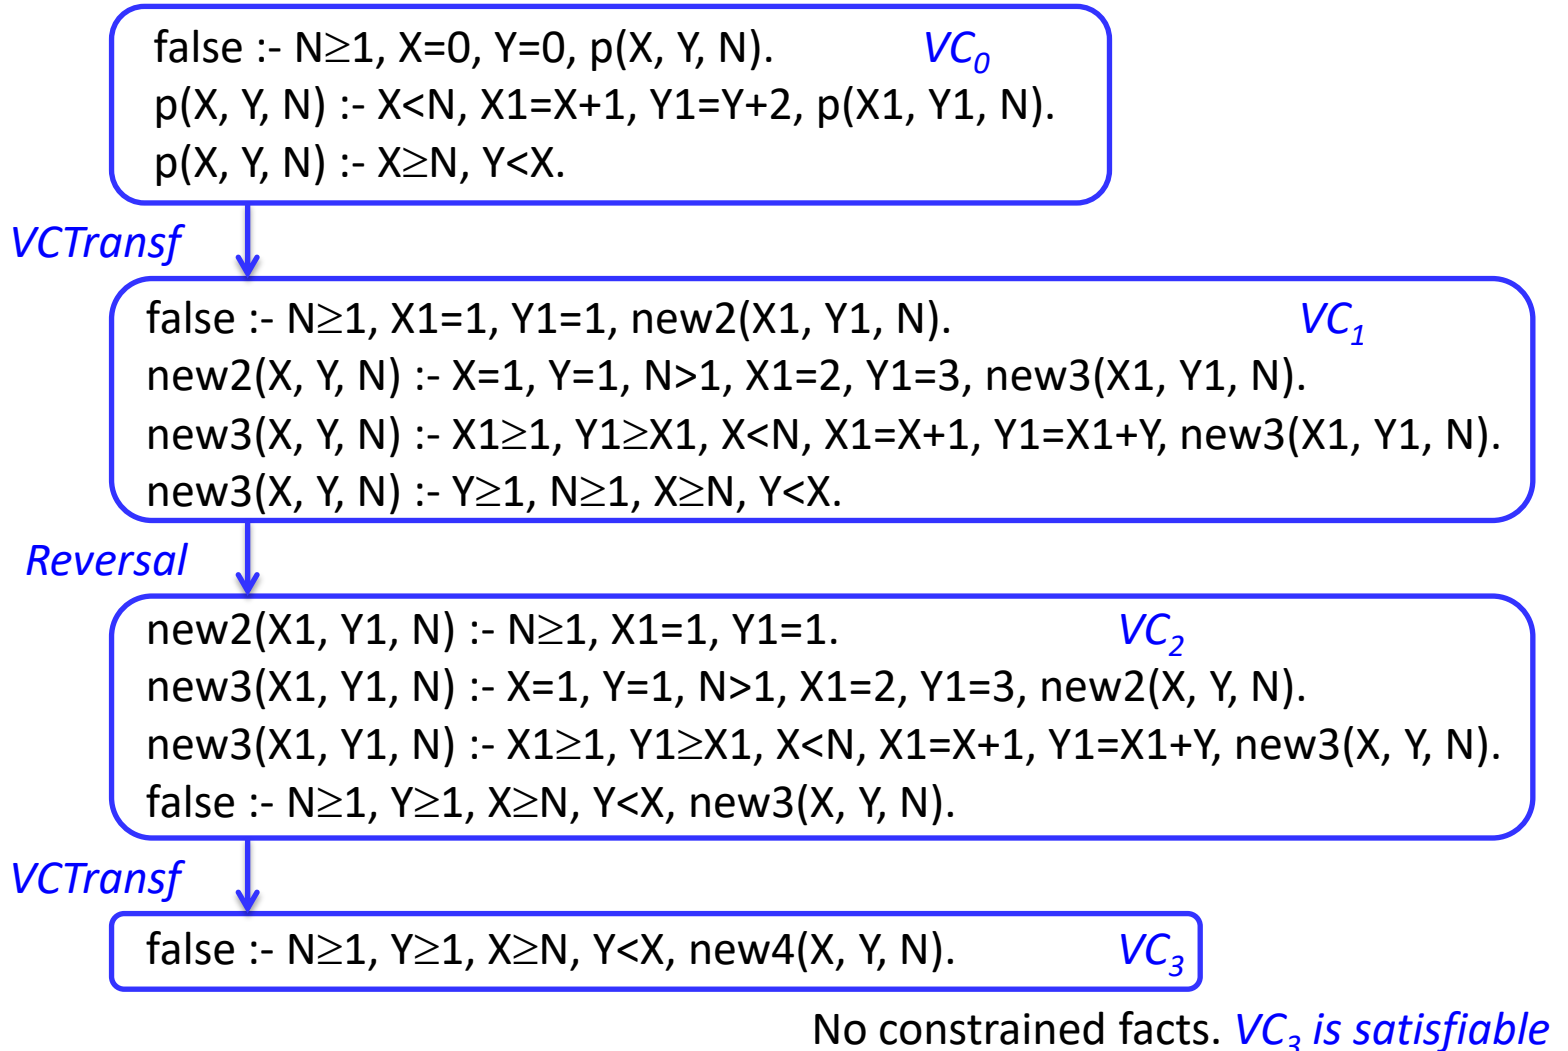 false :- N≥1, X=0, Y=0, p(X, Y, N). VC₀
p(X, Y, N) :- X<N, X1=X+1, Y1=Y+2, p(X1, Y1, N).
p(X, Y, N) :- X≥N, Y<X.
VCTransf
false :- N≥1, X1=1, Y1=1, new2(X1, Y1, N). VC₁
new2(X, Y, N) :- X=1, Y=1, N>1, X1=2, Y1=3, new3(X1, Y1, N).
new3(X, Y, N) :- X1≥1, Y1≥X1, X<N, X1=X+1, Y1=X1+Y, new3(X1, Y1, N).
new3(X, Y, N) :- Y≥1, N≥1, X≥N, Y<X.
Reversal
new2(X1, Y1, N) :- N≥1, X1=1, Y1=1. VC₂
new3(X1, Y1, N) :- X=1, Y=1, N>1, X1=2, Y1=3, new2(X, Y, N).
new3(X1, Y1, N) :- X1≥1, Y1≥X1, X<N, X1=X+1, Y1=X1+Y, new3(X, Y, N).
false :- N≥1, Y≥1, X≥N, Y<X, new3(X, Y, N).
VCTransf
false :- N≥1, Y≥1, X≥N, Y<X, new4(X, Y, N). VC₃
No constrained facts. VC₃ is satisfiable